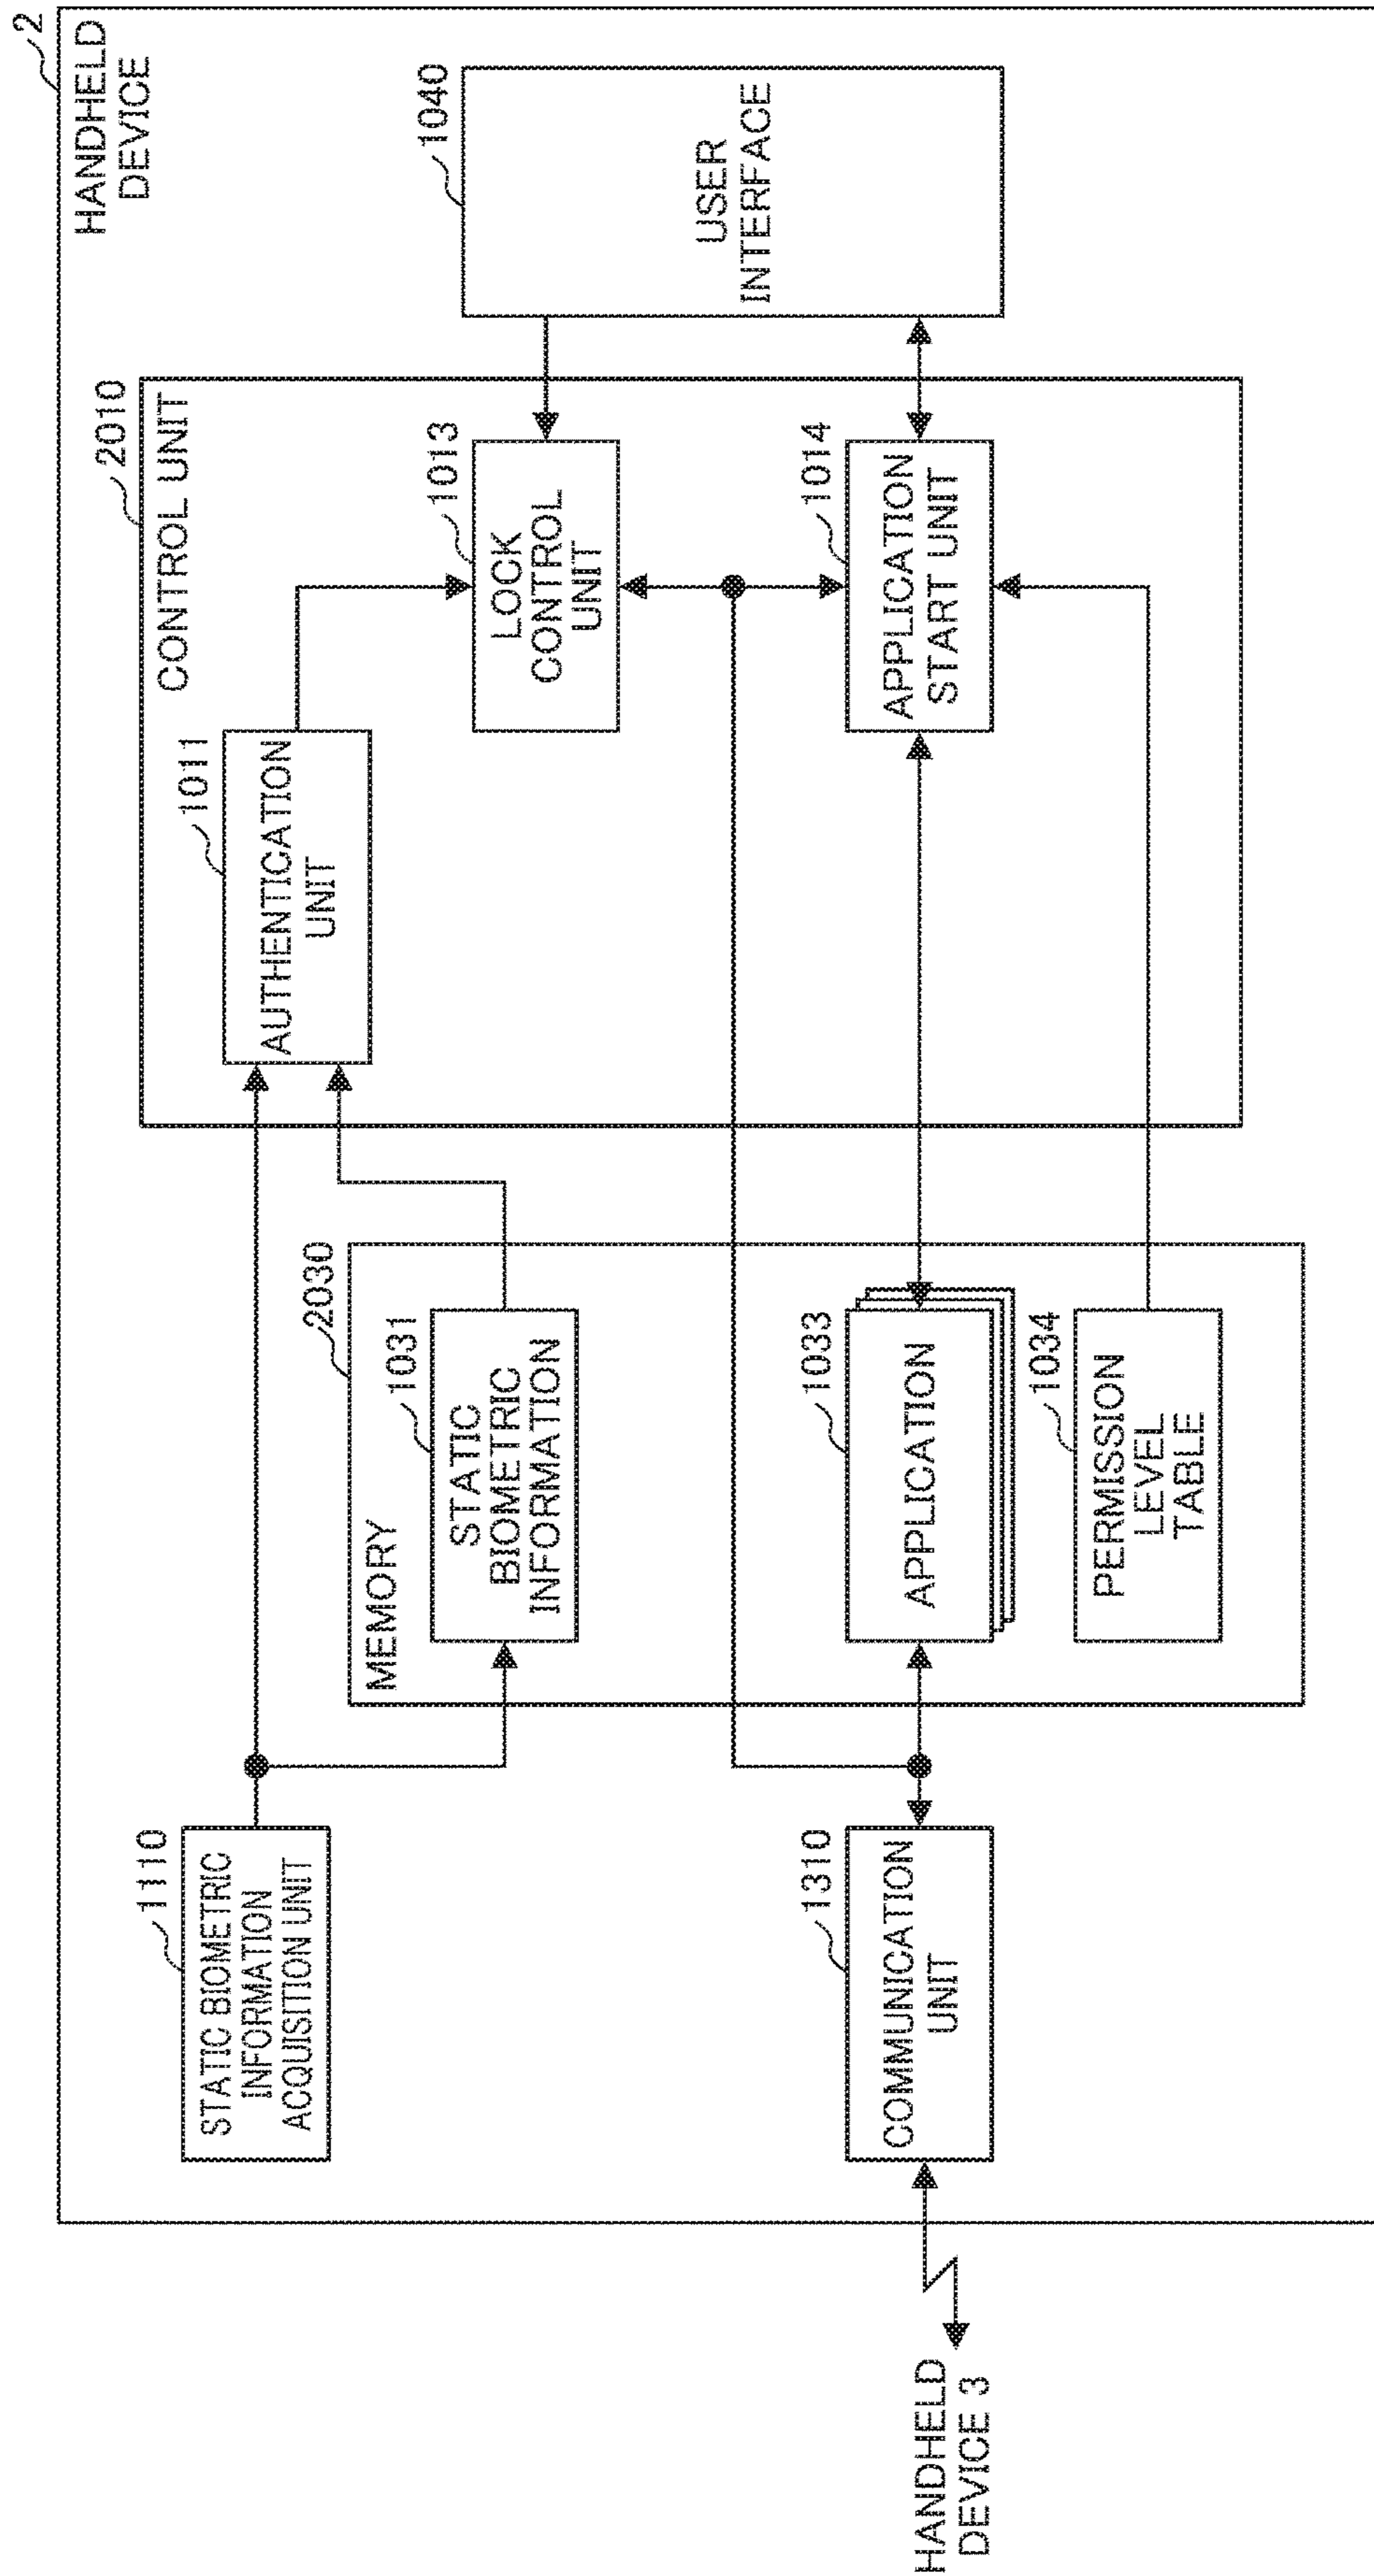 2
HANDHELD
DEVICE
1110
STATIC BIOMETRIC
INFORMATION
ACQUISITION UNIT
2030
MEMORY
1031
STATIC
BIOMETRIC
INFORMATION
2010
CONTROL UNIT
1011
AUTHENTICATION
UNIT
1013
LOCK
CONTROL
UNIT
1040
USER
INTERFACE
1310
COMMUNICATION
UNIT
1033
APPLICATION
1014
APPLICATION
START UNIT
1034
PERMISSION
LEVEL
TABLE
HANDHELD
DEVICE 3